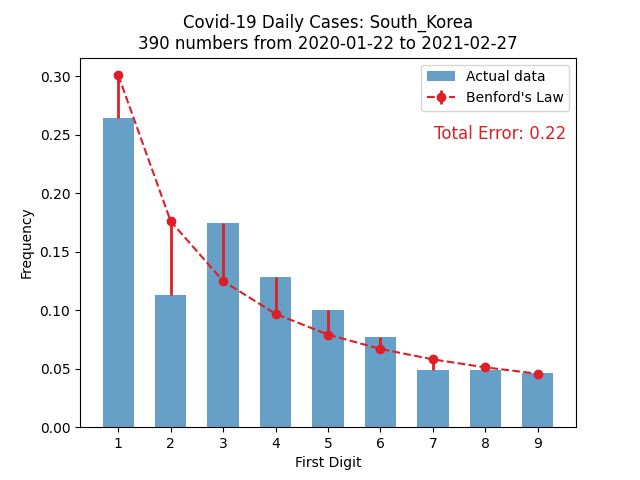 Covid-19 Daily Cases: South_Korea
390 numbers from 2020-01-22 to 2021-02-27
Actual data
Benford's Law
Total Error: 0.22
Frequency
0.30
0.25
0.20
0.15
0.10
0.05
0.00
1 2 3 4 5 6 7 8 9
First Digit